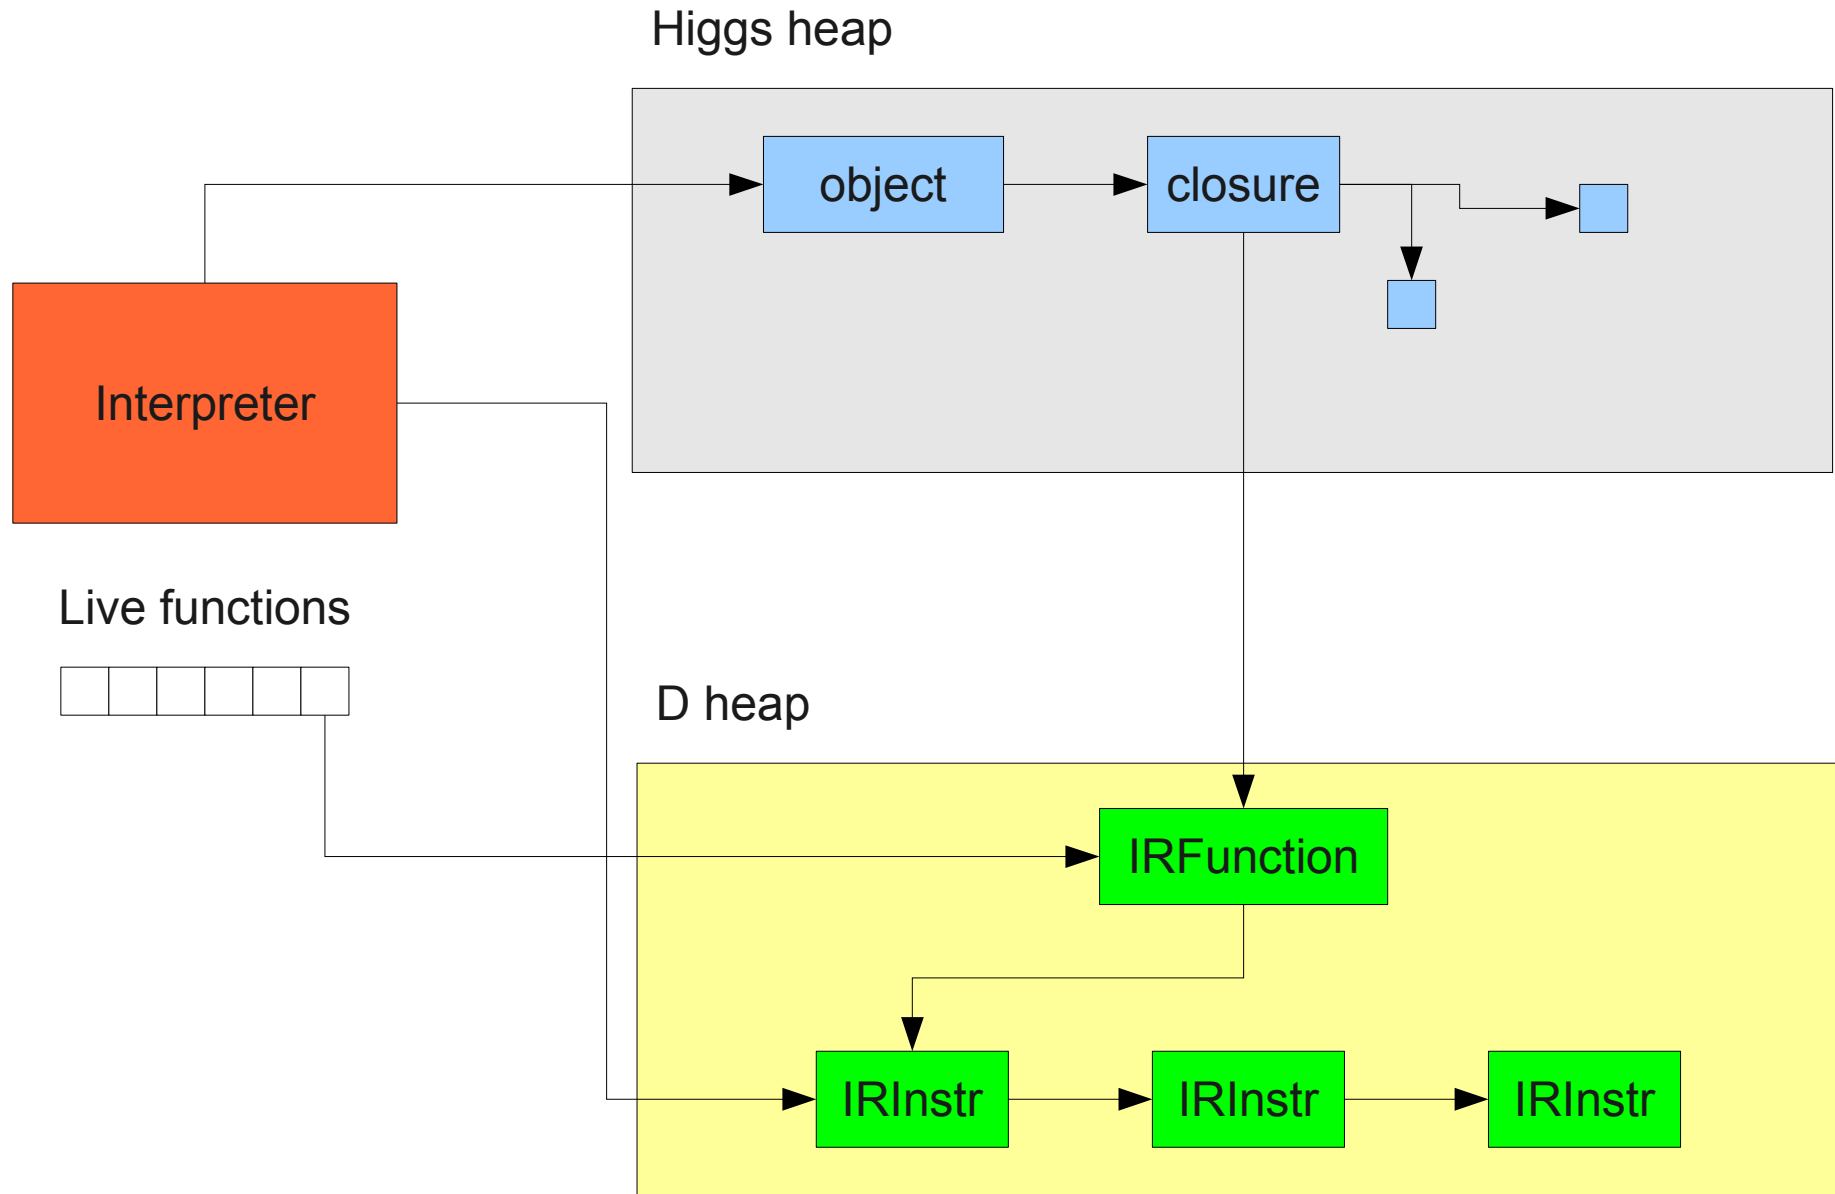 Higgs heap
object
closure
Interpreter
Live functions
D heap
IRFunction
IRInstr
IRInstr
IRInstr